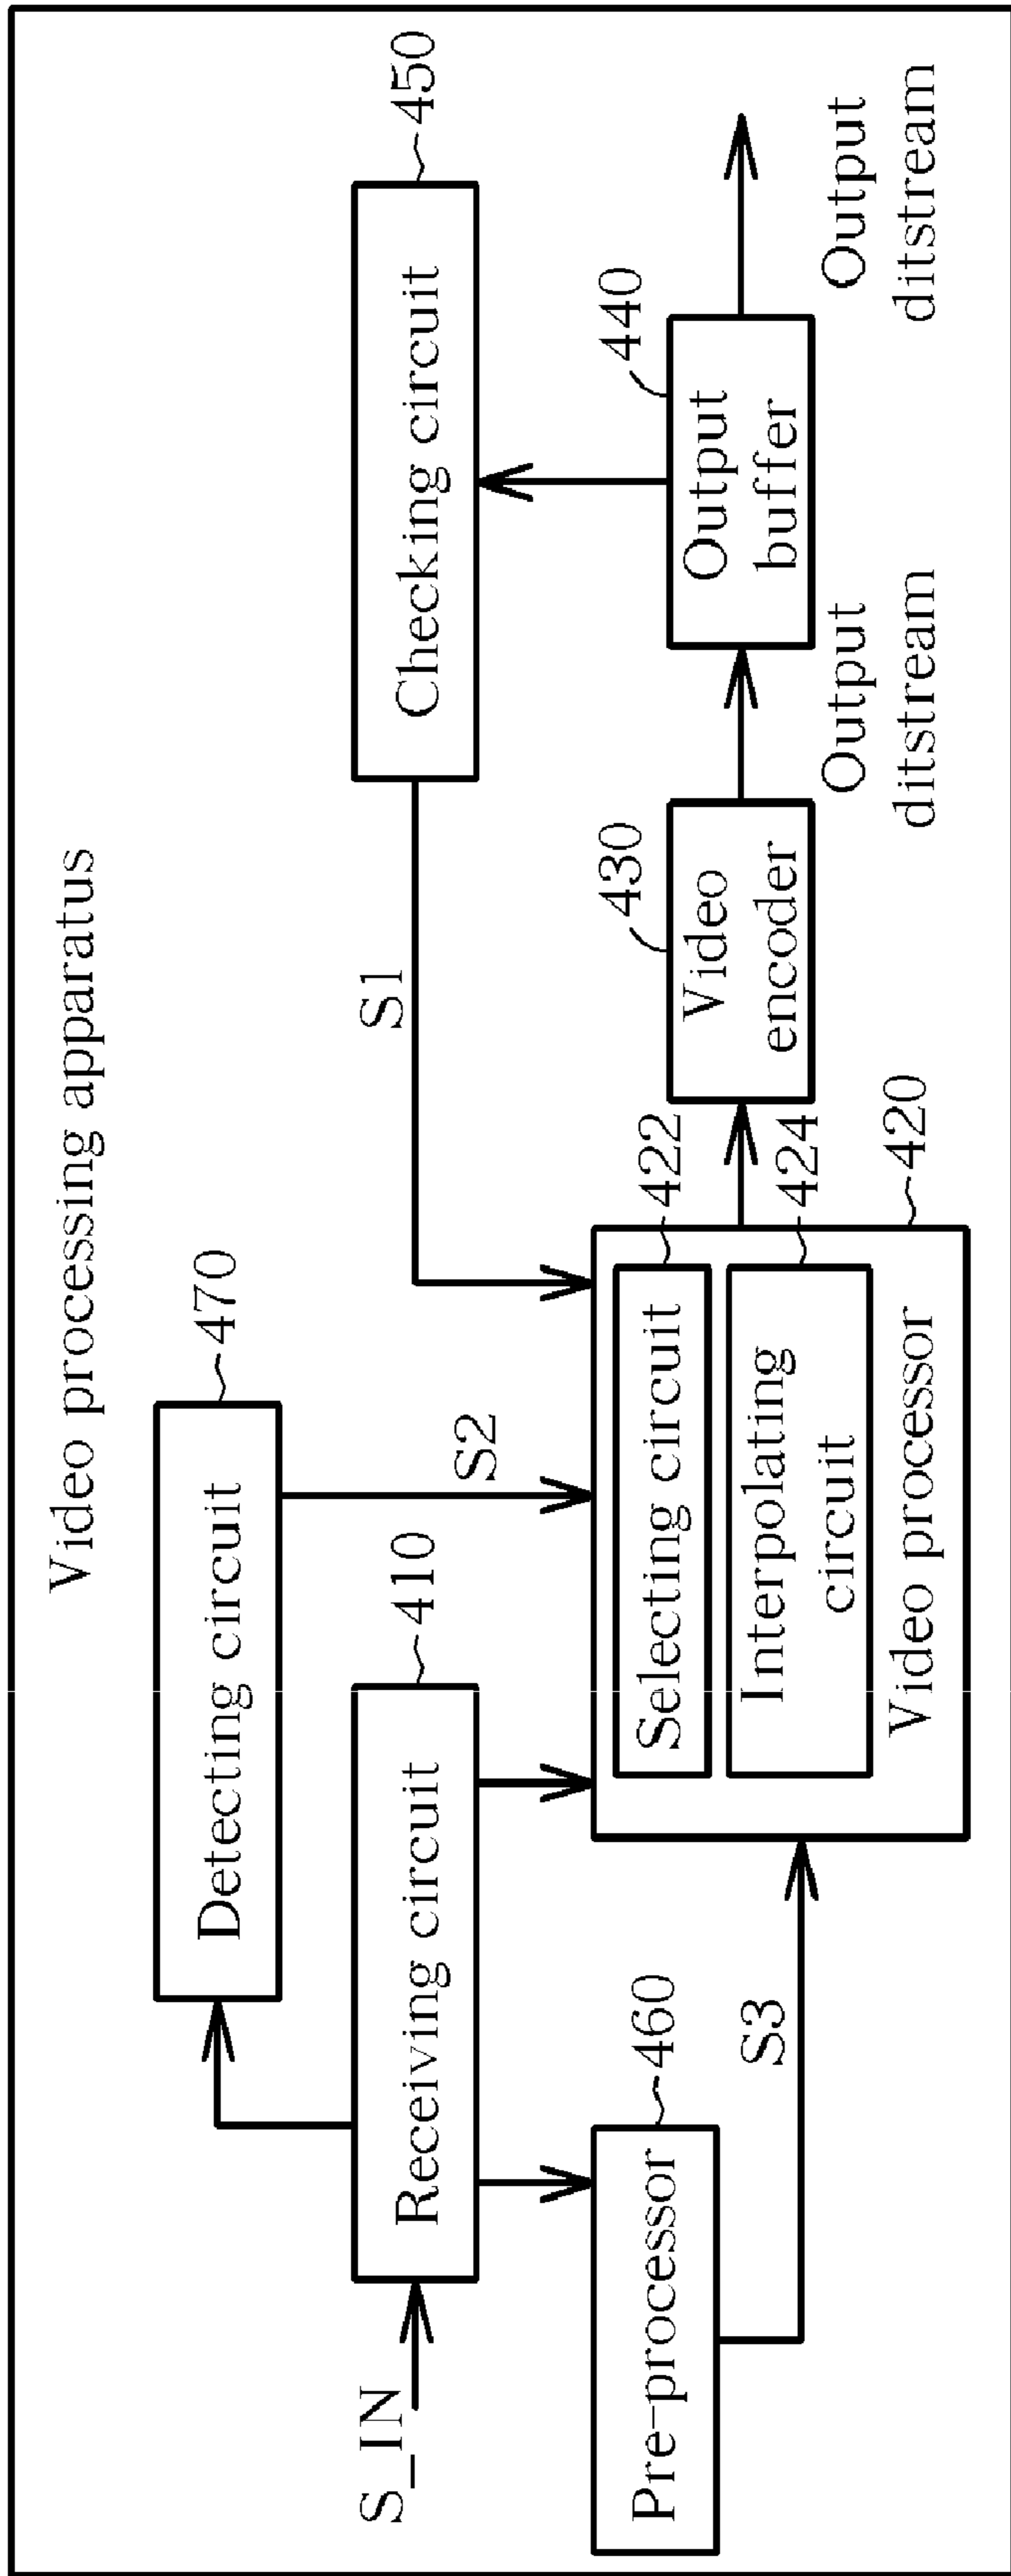 Video processing apparatus
Detecting circuit
470
S_IN
Receiving circuit
410
S2
S1
Checking circuit
450
Pre-processor
460
S3
Selecting circuit
422
Interpolating
circuit
424
Video processor
420
Video
encoder
430
Output
ditstream
Output
buffer
440
Output
ditstream